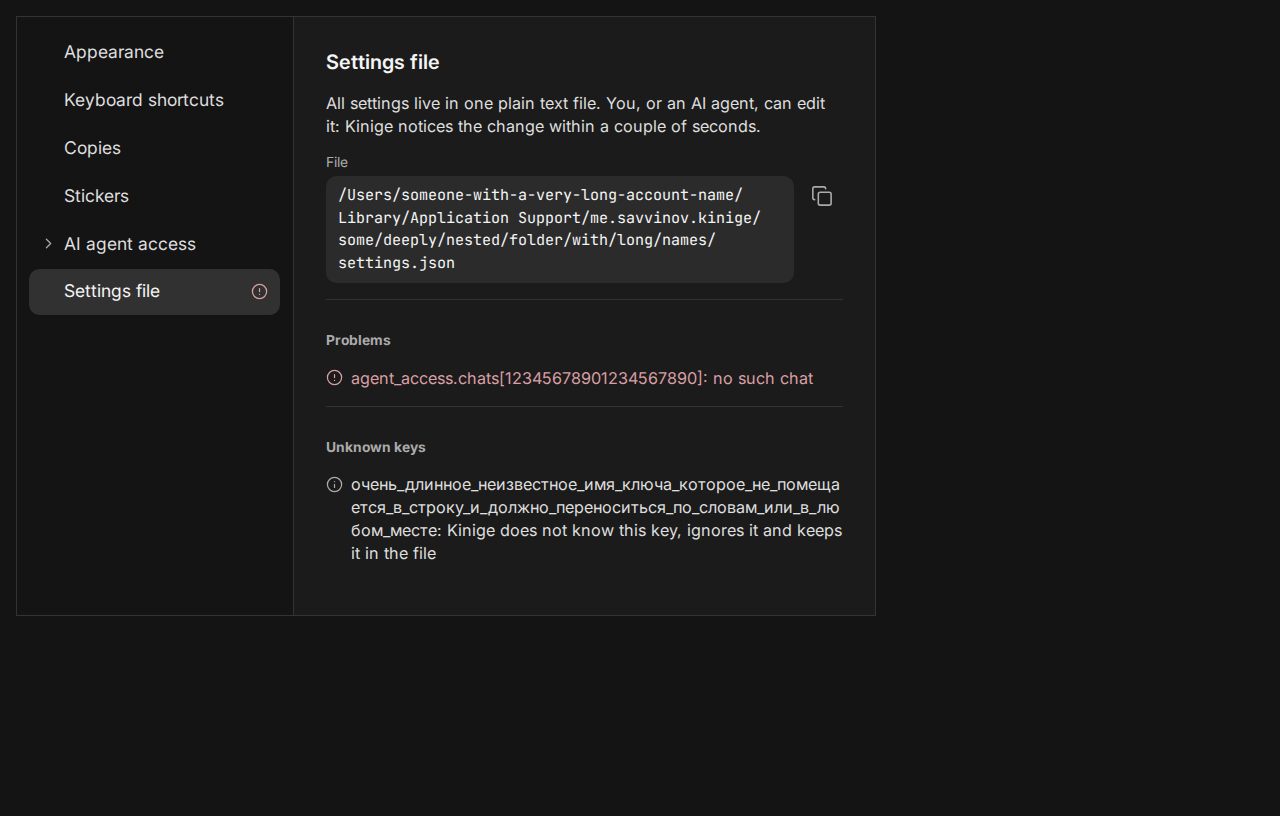 Appearance
Keyboard shortcuts
Copies
Stickers
AI agent access
Settings file
Settings file
All settings live in one plain text file. You, or an AI agent, can edit
it: Kinige notices the change within a couple of seconds.
File
/Users/someone-with-a-very-long-account-name/
Library/Application Support/me.savvinov.kinige/
some/deeply/nested/folder/with/long/names/
settings.json
Problems
agent_access.chats[12345678901234567890]: no such chat
Unknown keys
очень_длинное_неизвестное_имя_ключа_которое_не_помеща
ется_в_строку_и_должно_переноситься_по_словам_или_в_лю
бом_месте: Kinige does not know this key, ignores it and keeps
it in the file